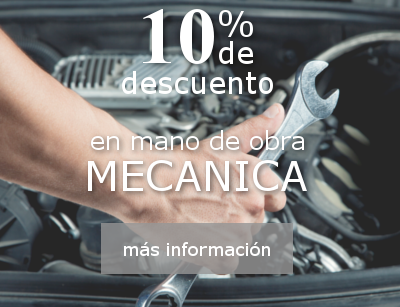 10% de
descuento
en mano de obra
MECANICA
más información